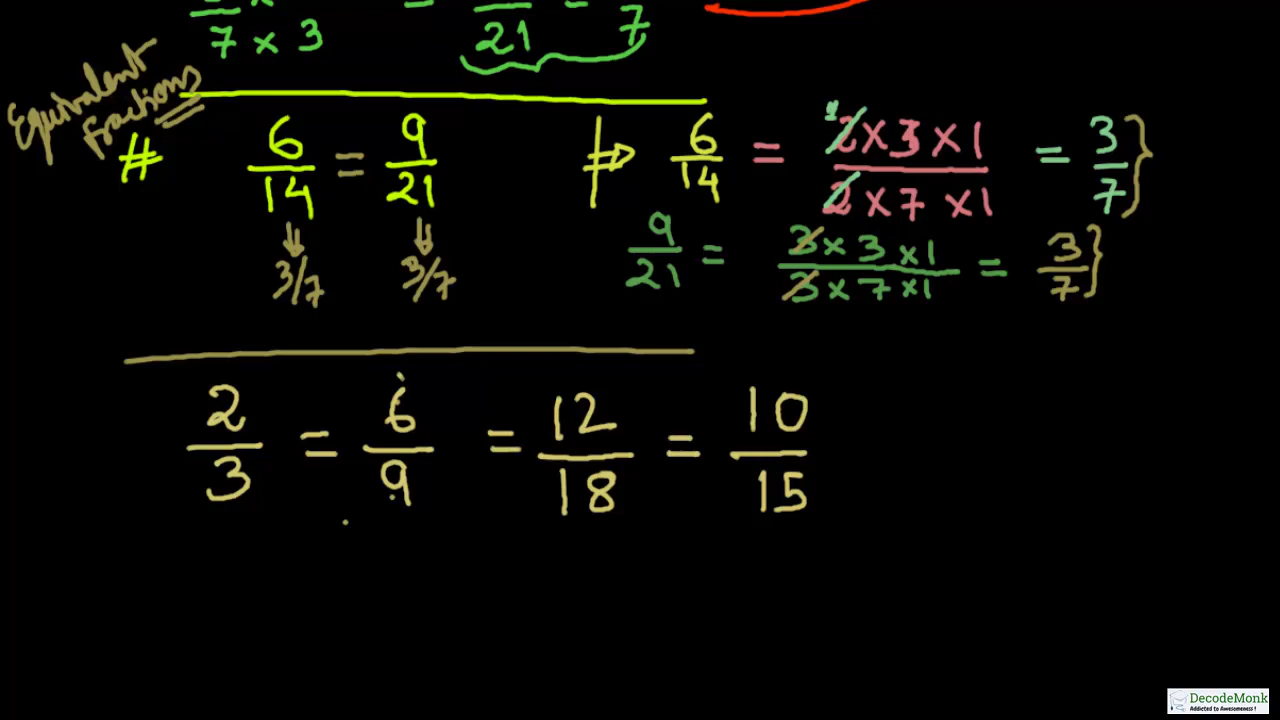 7 × 3 = 21 = 7
Equivalent
fractions
# 6/14 = 9/21 ⇒ 6/14 = 2×3×1/2×7×1 = 3/7}
↓ ↓
3/7 3/7
9/21 = 3×3×1/3×7×1 = 3/7}
2/3 = 6/9 = 12/18 = 10/15
DecodeMonk
Addicted to Awesomeness !